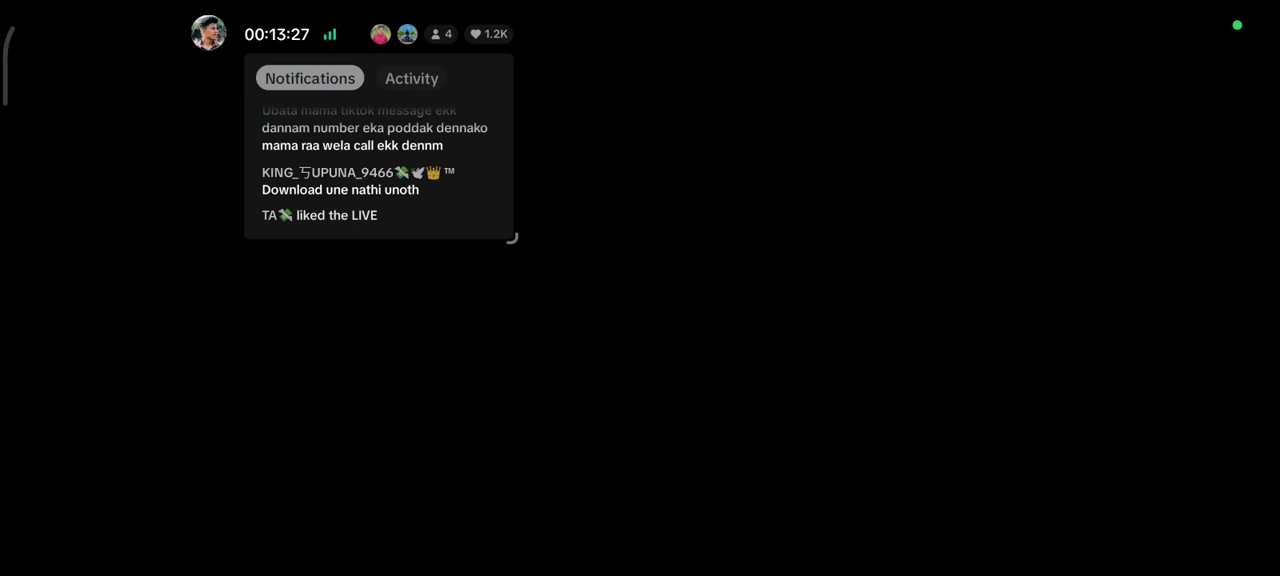 00:13:27 4 1.2K
Notifications Activity
Ubata mama tiktok message ekk
dannam number eka poddak dennako
mama raa wela call ekk dennm
KING_丂UPUNA_9466💸🕊️👑™
Download une nathi unoth
TA💸 liked the LIVE